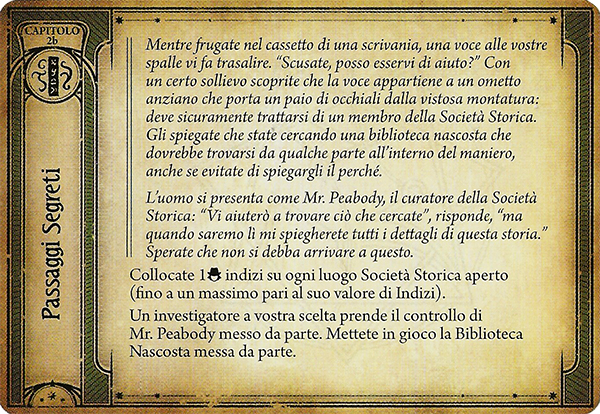 CAPITOLO
2b
Passaggi Segreti
Mentre frugate nel cassetto di una scrivania, una voce alle vostre
spalle vi fa trasalire. “Scusate, posso esservi di aiuto?” Con
un certo sollievo scoprite che la voce appartiene a un ometto
anziano che porta un paio di occhiali dalla vistosa montatura:
deve sicuramente trattarsi di un membro della Società Storica.
Gli spiegate che state cercando una biblioteca nascosta che
dovrebbe trovarsi da qualche parte all’interno del maniero,
anche se evitate di spiegargli il perché.
L’uomo si presenta come Mr. Peabody, il curatore della Società
Storica: “Vi aiuterò a trovare ciò che cercate”, risponde, “ma
quando saremo lì mi spiegherete tutti i dettagli di questa storia.”
Sperate che non si debba arrivare a questo.
Collocate 1 indizi su ogni luogo Società Storica aperto
(fino a un massimo pari al suo valore di Indizi).
Un investigatore a vostra scelta prende il controllo di
Mr. Peabody messo da parte. Mettete in gioco la Biblioteca
Nascosta messa da parte.